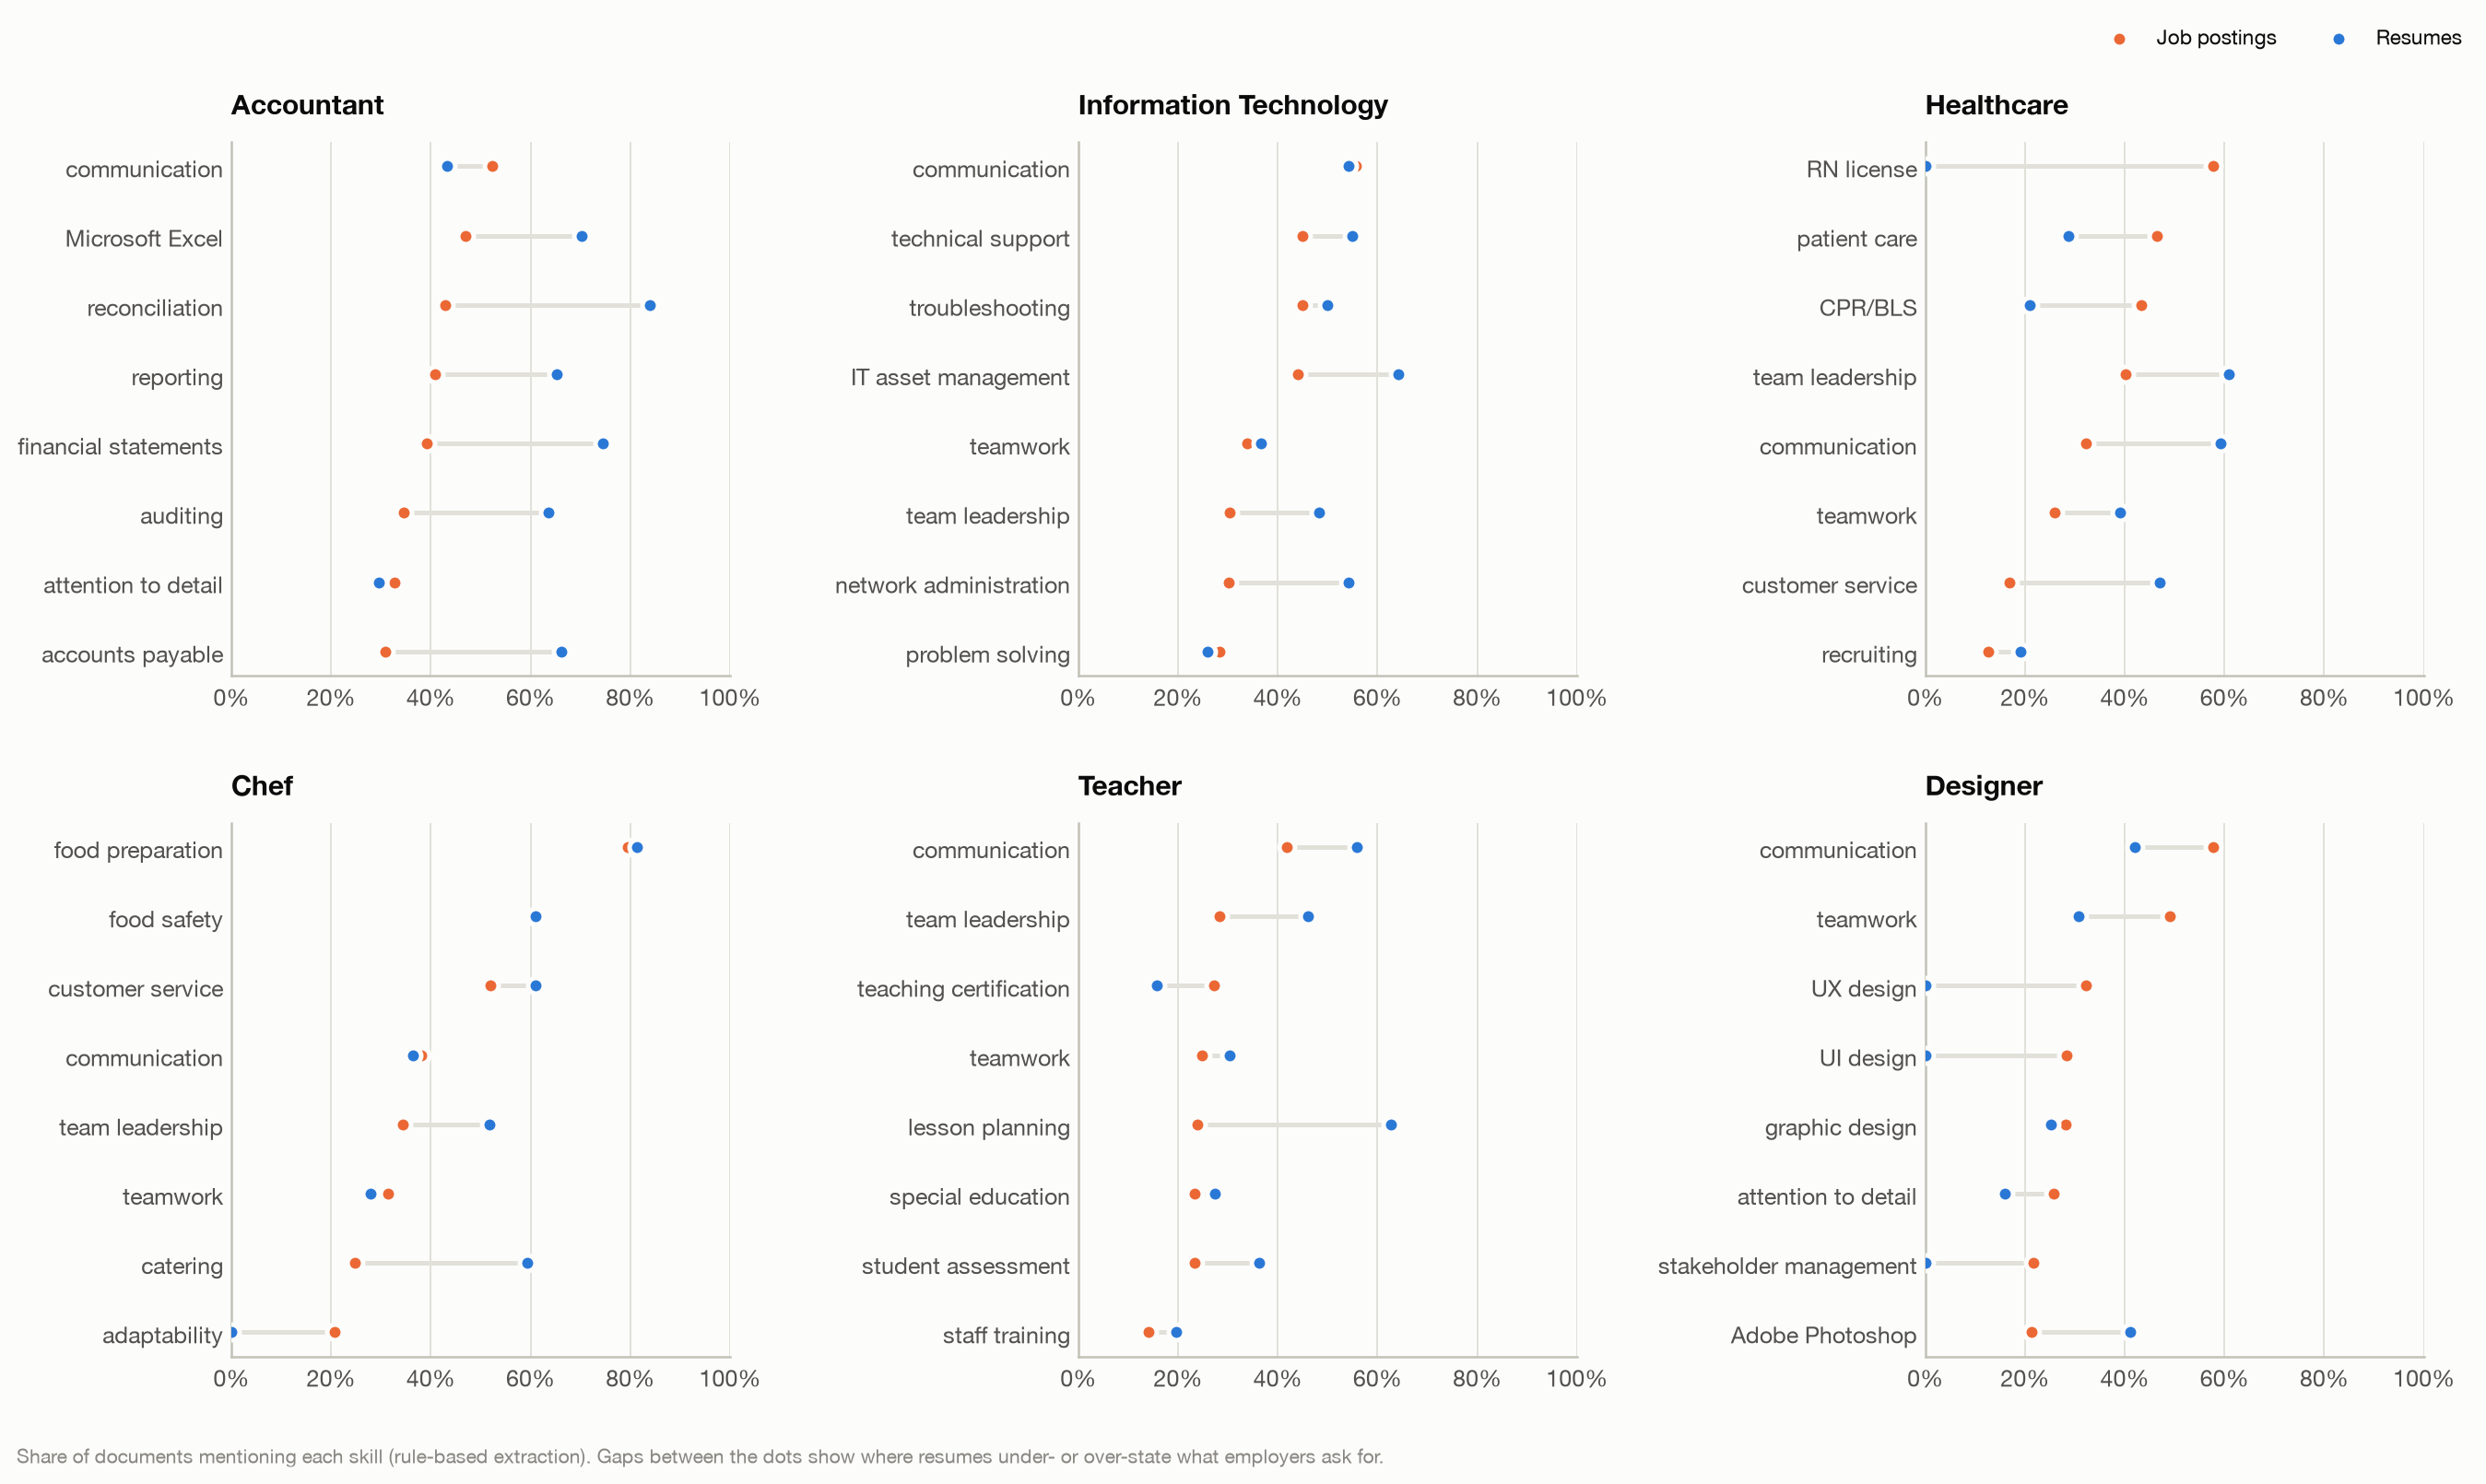 Job postings Resumes
Accountant
communication
Microsoft Excel
reconciliation
reporting
financial statements
auditing
attention to detail
accounts payable
0% 20% 40% 60% 80% 100%
Information Technology
communication
technical support
troubleshooting
IT asset management
teamwork
team leadership
network administration
problem solving
0% 20% 40% 60% 80% 100%
Healthcare
RN license
patient care
CPR/BLS
team leadership
communication
teamwork
customer service
recruiting
0% 20% 40% 60% 80% 100%
Chef
food preparation
food safety
customer service
communication
team leadership
teamwork
catering
adaptability
0% 20% 40% 60% 80% 100%
Teacher
communication
team leadership
teaching certification
teamwork
lesson planning
special education
student assessment
staff training
0% 20% 40% 60% 80% 100%
Designer
communication
teamwork
UX design
UI design
graphic design
attention to detail
stakeholder management
Adobe Photoshop
0% 20% 40% 60% 80% 100%
Share of documents mentioning each skill (rule-based extraction). Gaps between the dots show where resumes under- or over-state what employers ask for.